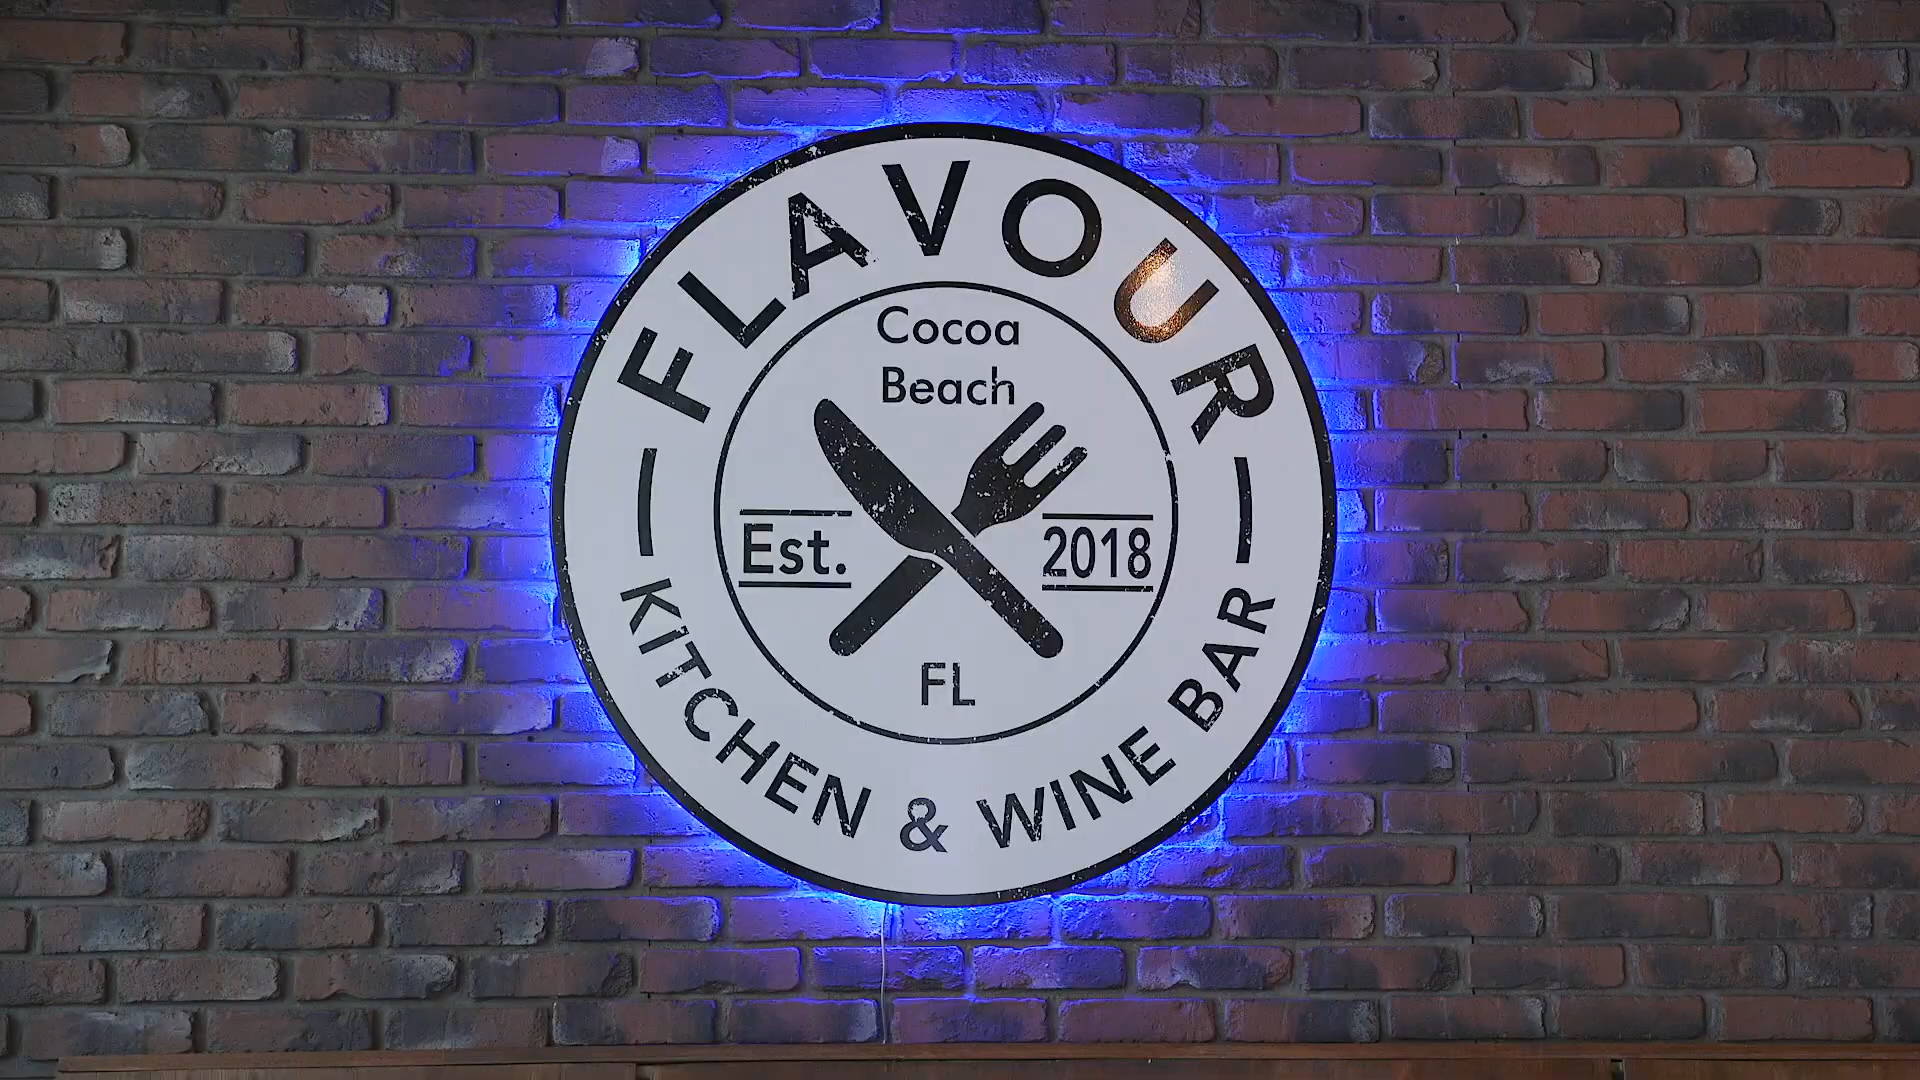 FLAVOUR
Cocoa
Beach
Est. 2018
FL
KITCHEN & WINE BAR